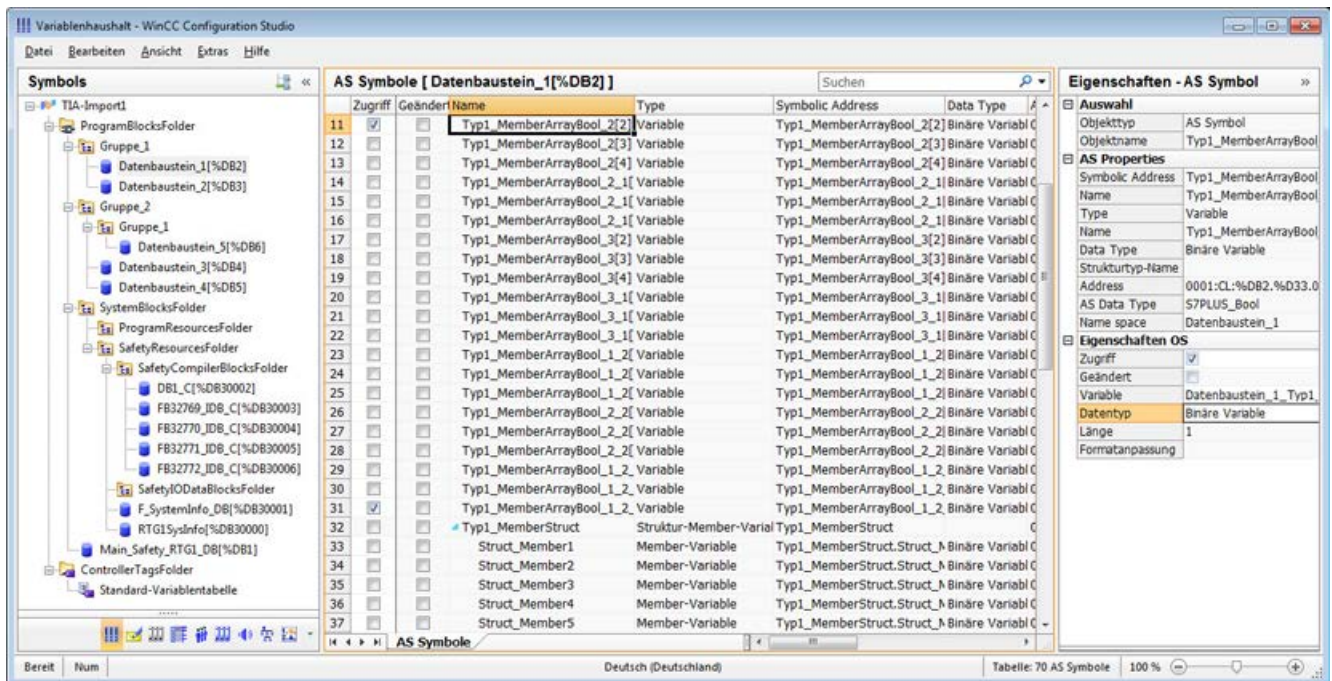 Variablenhaushalt - WinCC Configuration Studio
Datei Bearbeiten Ansicht Extras Hilfe
Symbols «
TIA-Import1
ProgramBlocksFolder
Gruppe_1
Datenbaustein_1[%DB2]
Datenbaustein_2[%DB3]
Gruppe_2
Gruppe_1
Datenbaustein_5[%DB6]
Datenbaustein_3[%DB4]
Datenbaustein_4[%DB5]
SystemBlocksFolder
ProgramResourcesFolder
SafetyResourcesFolder
SafetyCompilerBlocksFolder
DB1_C[%DB30002]
FB32769_IDB_C[%DB30003]
FB32770_IDB_C[%DB30004]
FB32771_IDB_C[%DB30005]
FB32772_IDB_C[%DB30006]
SafetyIODataBlocksFolder
F_SystemInfo_DB[%DB30001]
RTG1SysInfo[%DB30000]
Main_Safety_RTG1_DB[%DB1]
ControllerTagsFolder
Standard-Variablentabelle
AS Symbole [ Datenbaustein_1[%DB2] ] Suchen
Zugriff Geändert Name Type Symbolic Address Data Type A
11 Typ1_MemberArrayBool_2[2] Variable Typ1_MemberArrayBool_2[2] Binäre Variabl
12 Typ1_MemberArrayBool_2[3] Variable Typ1_MemberArrayBool_2[3] Binäre Variabl
13 Typ1_MemberArrayBool_2[4] Variable Typ1_MemberArrayBool_2[4] Binäre Variabl
14 Typ1_MemberArrayBool_2_1[ Variable Typ1_MemberArrayBool_2_1[ Binäre Variabl
15 Typ1_MemberArrayBool_2_1[ Variable Typ1_MemberArrayBool_2_1[ Binäre Variabl
16 Typ1_MemberArrayBool_2_1[ Variable Typ1_MemberArrayBool_2_1[ Binäre Variabl
17 Typ1_MemberArrayBool_3[2] Variable Typ1_MemberArrayBool_3[2] Binäre Variabl
18 Typ1_MemberArrayBool_3[3] Variable Typ1_MemberArrayBool_3[3] Binäre Variabl
19 Typ1_MemberArrayBool_3[4] Variable Typ1_MemberArrayBool_3[4] Binäre Variabl
20 Typ1_MemberArrayBool_3_1[ Variable Typ1_MemberArrayBool_3_1[ Binäre Variabl
21 Typ1_MemberArrayBool_3_1[ Variable Typ1_MemberArrayBool_3_1[ Binäre Variabl
22 Typ1_MemberArrayBool_3_1[ Variable Typ1_MemberArrayBool_3_1[ Binäre Variabl
23 Typ1_MemberArrayBool_1_2[ Variable Typ1_MemberArrayBool_1_2[ Binäre Variabl
24 Typ1_MemberArrayBool_1_2[ Variable Typ1_MemberArrayBool_1_2[ Binäre Variabl
25 Typ1_MemberArrayBool_1_2[ Variable Typ1_MemberArrayBool_1_2[ Binäre Variabl
26 Typ1_MemberArrayBool_2_2[ Variable Typ1_MemberArrayBool_2_2[ Binäre Variabl
27 Typ1_MemberArrayBool_2_2[ Variable Typ1_MemberArrayBool_2_2[ Binäre Variabl
28 Typ1_MemberArrayBool_2_2[ Variable Typ1_MemberArrayBool_2_2[ Binäre Variabl
29 Typ1_MemberArrayBool_1_2_ Variable Typ1_MemberArrayBool_1_2_ Binäre Variabl
30 Typ1_MemberArrayBool_1_2_ Variable Typ1_MemberArrayBool_1_2_ Binäre Variabl
31 Typ1_MemberArrayBool_1_2_ Variable Typ1_MemberArrayBool_1_2_ Binäre Variabl
32 Typ1_MemberStruct Struktur-Member-Varial Typ1_MemberStruct
33 Struct_Member1 Member-Variable Typ1_MemberStruct.Struct_M Binäre Variabl
34 Struct_Member2 Member-Variable Typ1_MemberStruct.Struct_M Binäre Variabl
35 Struct_Member3 Member-Variable Typ1_MemberStruct.Struct_M Binäre Variabl
36 Struct_Member4 Member-Variable Typ1_MemberStruct.Struct_M Binäre Variabl
37 Struct_Member5 Member-Variable Typ1_MemberStruct.Struct_M Binäre Variabl
AS Symbole
Eigenschaften - AS Symbol »
Auswahl
Objekttyp AS Symbol
Objektname Typ1_MemberArrayBool
AS Properties
Symbolic Address Typ1_MemberArrayBool
Name Typ1_MemberArrayBool
Type Variable
Name Typ1_MemberArrayBool
Data Type Binäre Variable
Strukturtyp-Name
Address 0001:CL:%DB2.%D33.0
AS Data Type S7PLUS_Bool
Name space Datenbaustein_1
Eigenschaften OS
Zugriff
Geändert
Variable Datenbaustein_1_Typ1_
Datentyp Binäre Variable
Länge 1
Formatanpassung
Bereit Num Deutsch (Deutschland) Tabelle: 70 AS Symbole 100 %